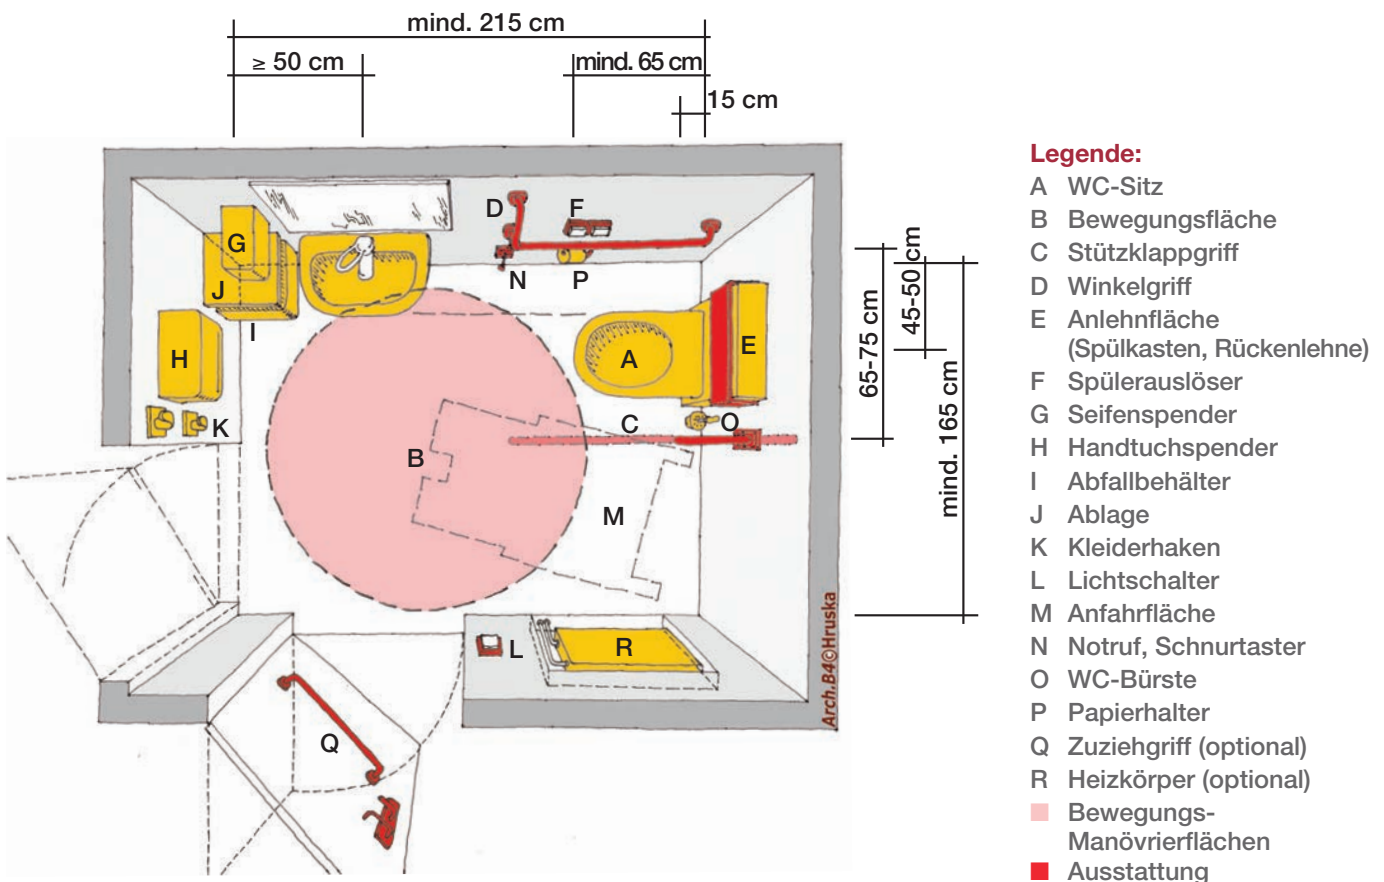 mind. 215 cm
≥ 50 cm
mind. 65 cm
15 cm
D
F
G
N
P
J
I
H
A
E
K
C
O
B
M
L
R
Q
45-50 cm
65-75 cm
mind. 165 cm
Arch.B4©Hruska
Legende:
A WC-Sitz
B Bewegungsfläche
C Stützklappgriff
D Winkelgriff
E Anlehnfläche
(Spülkasten, Rückenlehne)
F Spülerauslöser
G Seifenspender
H Handtuchspender
I Abfallbehälter
J Ablage
K Kleiderhaken
L Lichtschalter
M Anfahrfläche
N Notruf, Schnurtaster
O WC-Bürste
P Papierhalter
Q Zuziehgriff (optional)
R Heizkörper (optional)
Bewegungs-
Manövrierflächen
Ausstattung